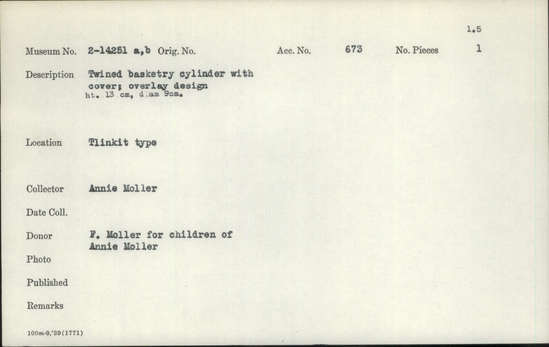 1.5
Museum No. 2-14251 a,b Orig. No. Acc. No. 673 No. Pieces 1
Description Twined basketry cylinder with
cover; overlay design
ht. 13 cm, diam 9cm.
Location Tlinkit type
Collector Annie Moller
Date Coll.
Donor F. Moller for children of
Annie Moller
Photo
Published
Remarks
100m-9,'29(1771)